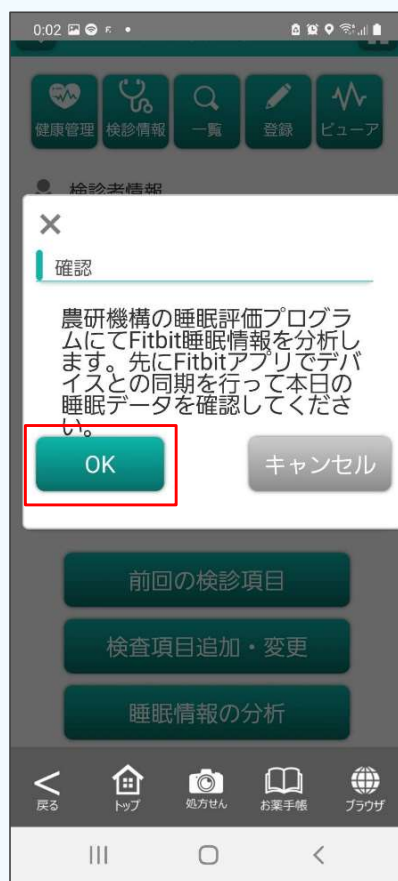 0:02
健康管理
検診情報
一覧
登録
ビューア
検診者情報
確認
農研機構の睡眠評価プログラ
ムにてFitbit睡眠情報を分析し
ます。先にFitbitアプリでデバ
イスとの同期を行って本日の
睡眠データを確認してくださ
い。
OK
キャンセル
前回の検診項目
検査項目追加・変更
睡眠情報の分析
戻る
トップ
処方せん
お薬手帳
ブラウザ